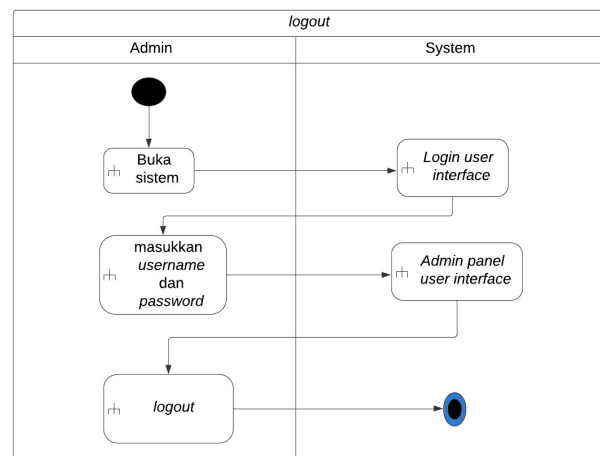 logout
Admin
System
Buka
sistem
Login user
interface
masukkan
username
dan
password
Admin panel
user interface
logout